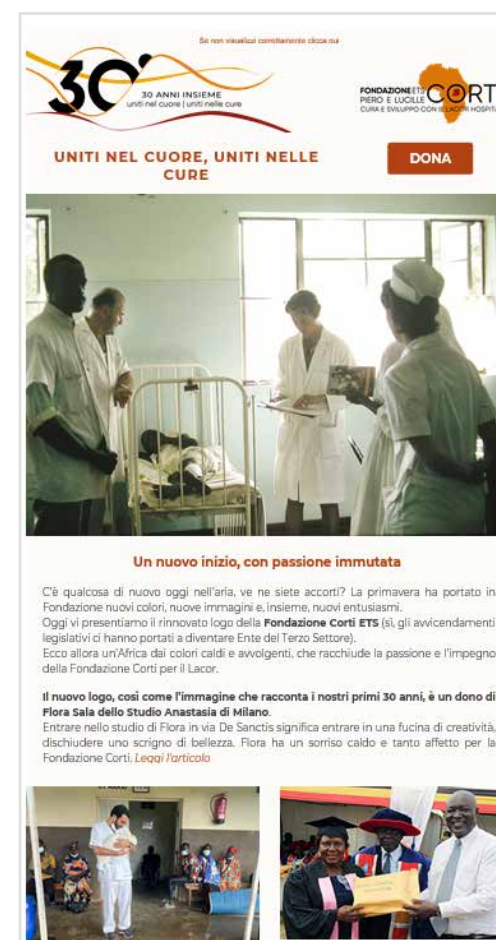 Se non visualizzi correttamente clicca qui
30°
30 ANNI INSIEME
uniti nel cuore | uniti nelle cure
FONDAZIONE ETS
PIERO E LUCILLE CORTI
CURA E SVILUPPO CON IL LACOR HOSPITAL
UNITI NEL CUORE, UNITI NELLE
CURE
DONA
Un nuovo inizio, con passione immutata
C'è qualcosa di nuovo oggi nell'aria, ve ne siete accorti? La primavera ha portato in
Fondazione nuovi colori, nuove immagini e, insieme, nuovi entusiasmi.
Oggi vi presentiamo il rinnovato logo della Fondazione Corti ETS (sì, gli avvicendamenti
legislativi ci hanno portati a diventare Ente del Terzo Settore).
Ecco allora un'Africa dai colori caldi e avvolgenti, che racchiude la passione e l'impegno
della Fondazione Corti per il Lacor.
Il nuovo logo, così come l'immagine che racconta i nostri primi 30 anni, è un dono di
Flora Sala dello Studio Anastasia di Milano.
Entrare nello studio di Flora in via De Sanctis significa entrare in una fucina di creatività,
dischiudere uno scrigno di bellezza. Flora ha un sorriso caldo e tanto affetto per la
Fondazione Corti. Leggi l'articolo